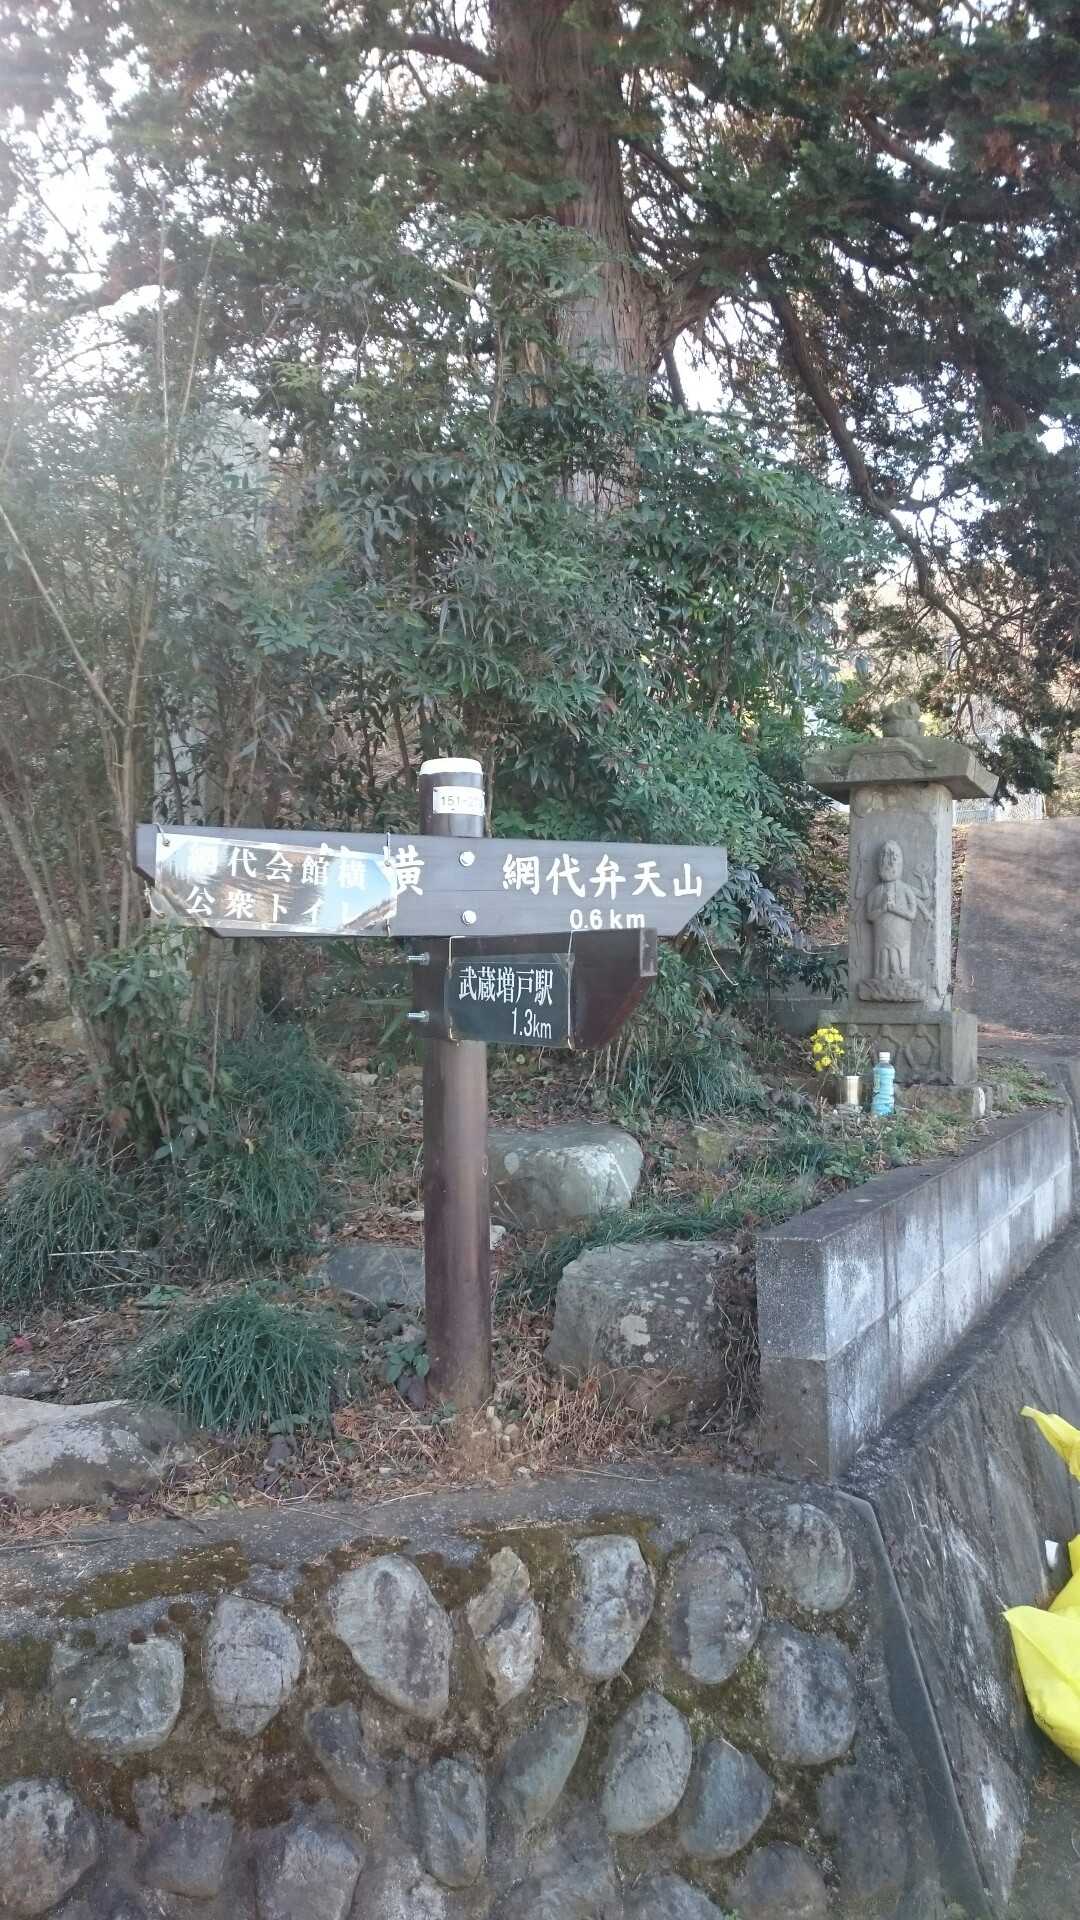 網代会館横横
公衆トイレ
網代弁天山
0.6km
武蔵増戸駅
1.3km